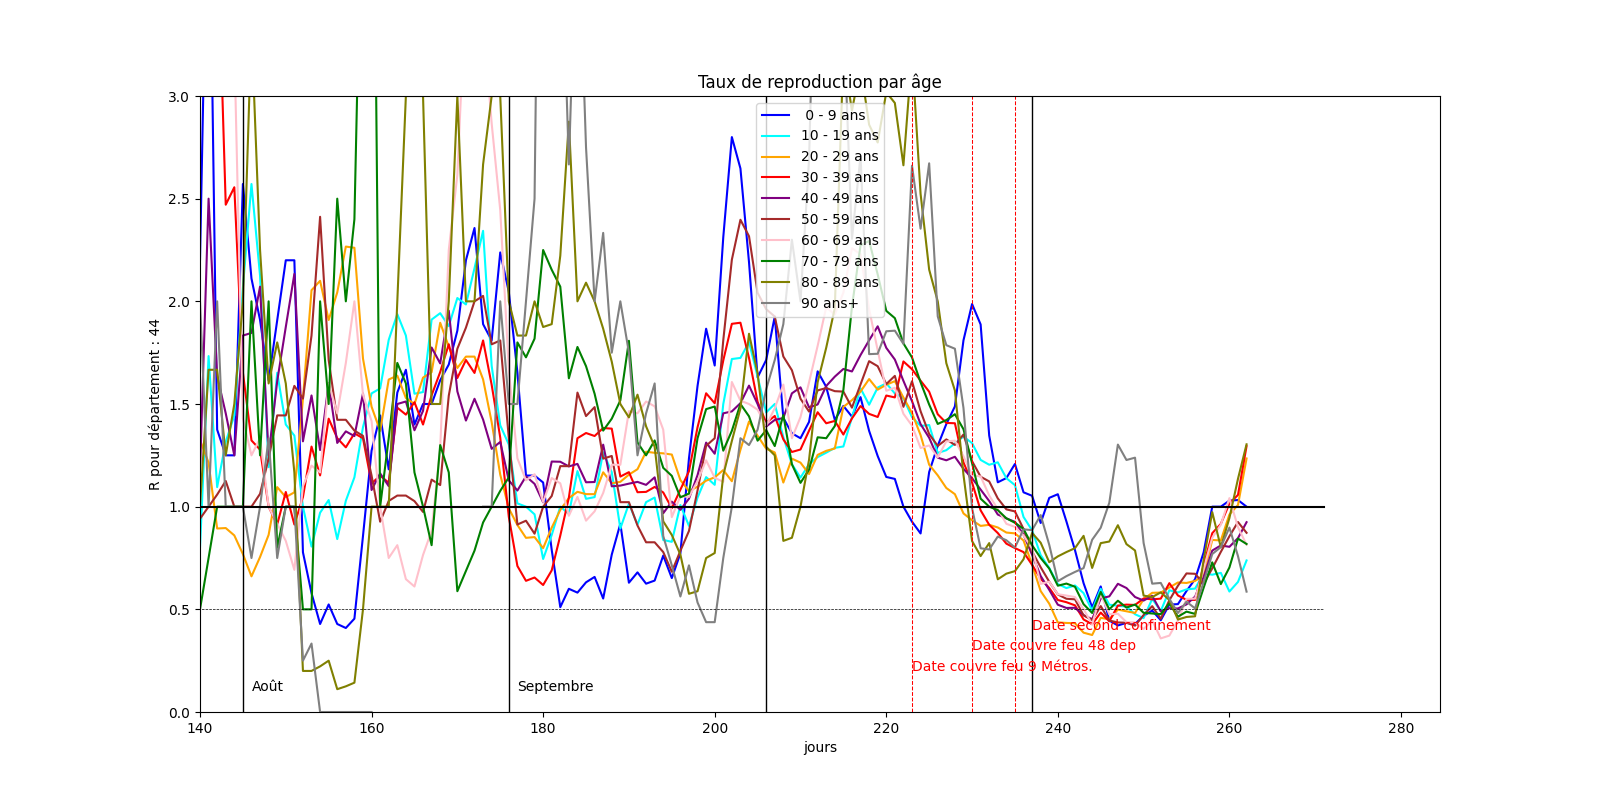 Taux de reproduction par âge
R pour département : 44
3.0
2.5
2.0
1.5
1.0
0.5
0.0
0 - 9 ans
10 - 19 ans
20 - 29 ans
30 - 39 ans
40 - 49 ans
50 - 59 ans
60 - 69 ans
70 - 79 ans
80 - 89 ans
90 ans+
Date second confinement
Date couvre feu 48 dep
Date couvre feu 9 Métros.
Août
Septembre
140
160
180
200
220
240
260
280
jours